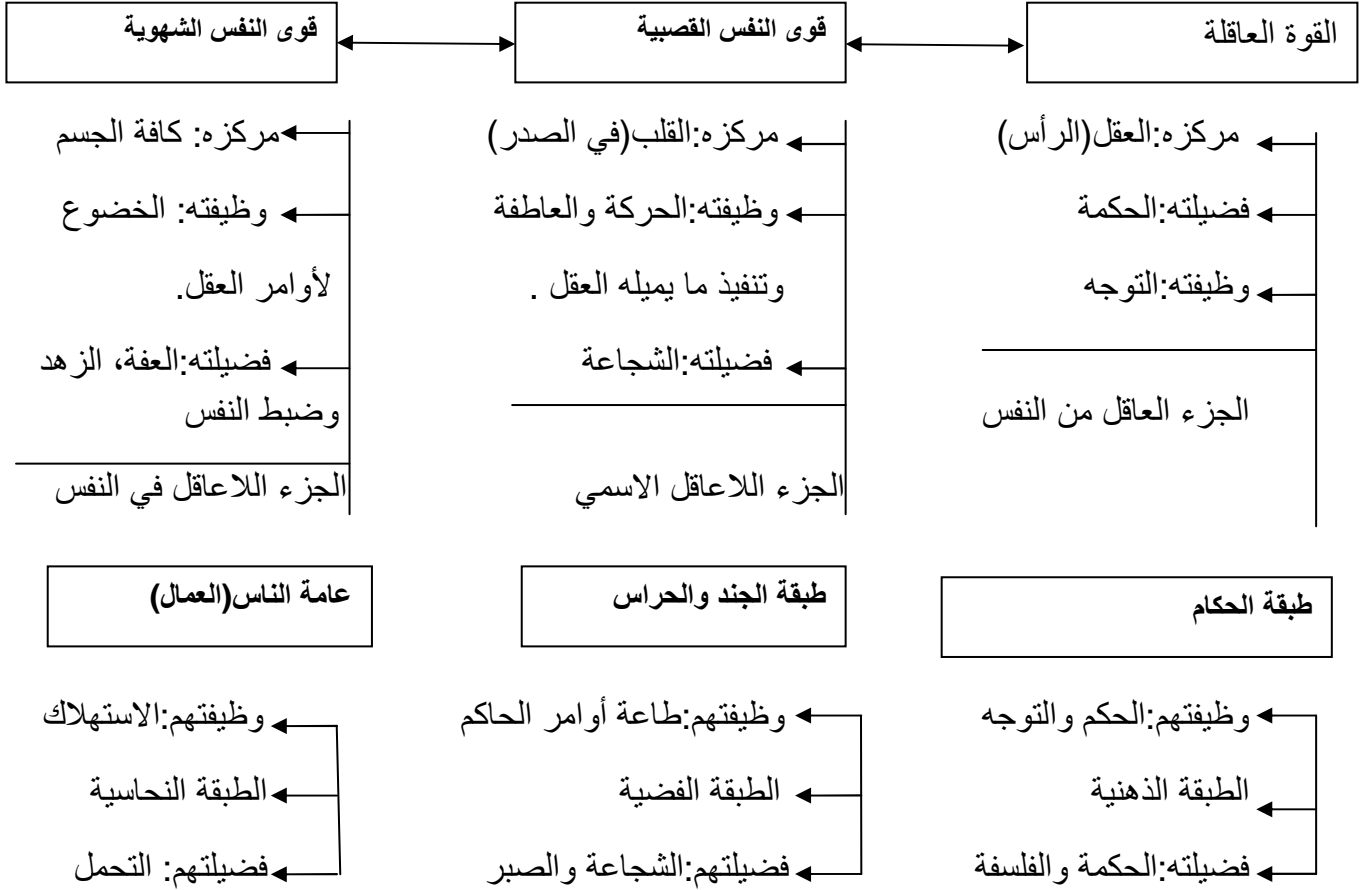 القوة العاقلة
قوى النفس القصبية
قوى النفس الشهوية
مركزه:العقل(الرأس)
فضيلته:الحكمة
وظيفته:التوجه
الجزء العاقل من النفس
مركزه:القلب(في الصدر)
وظيفته:الحركة والعاطفة
وتنفيذ ما يميله العقل .
فضيلته:الشجاعة
الجزء اللاعاقل الاسمي
مركزه: كافة الجسم
وظيفته: الخضوع
لأوامر العقل.
فضيلته:العفة، الزهد
وضبط النفس
الجزء اللاعاقل في النفس
طبقة الحكام
طبقة الجند والحراس
عامة الناس(العمال)
وظيفتهم:الحكم والتوجه
الطبقة الذهنية
فضيلته:الحكمة والفلسفة
وظيفتهم:طاعة أوامر الحاكم
الطبقة الفضية
فضيلتهم:الشجاعة والصبر
وظيفتهم:الاستهلاك
الطبقة النحاسية
فضيلتهم: التحمل